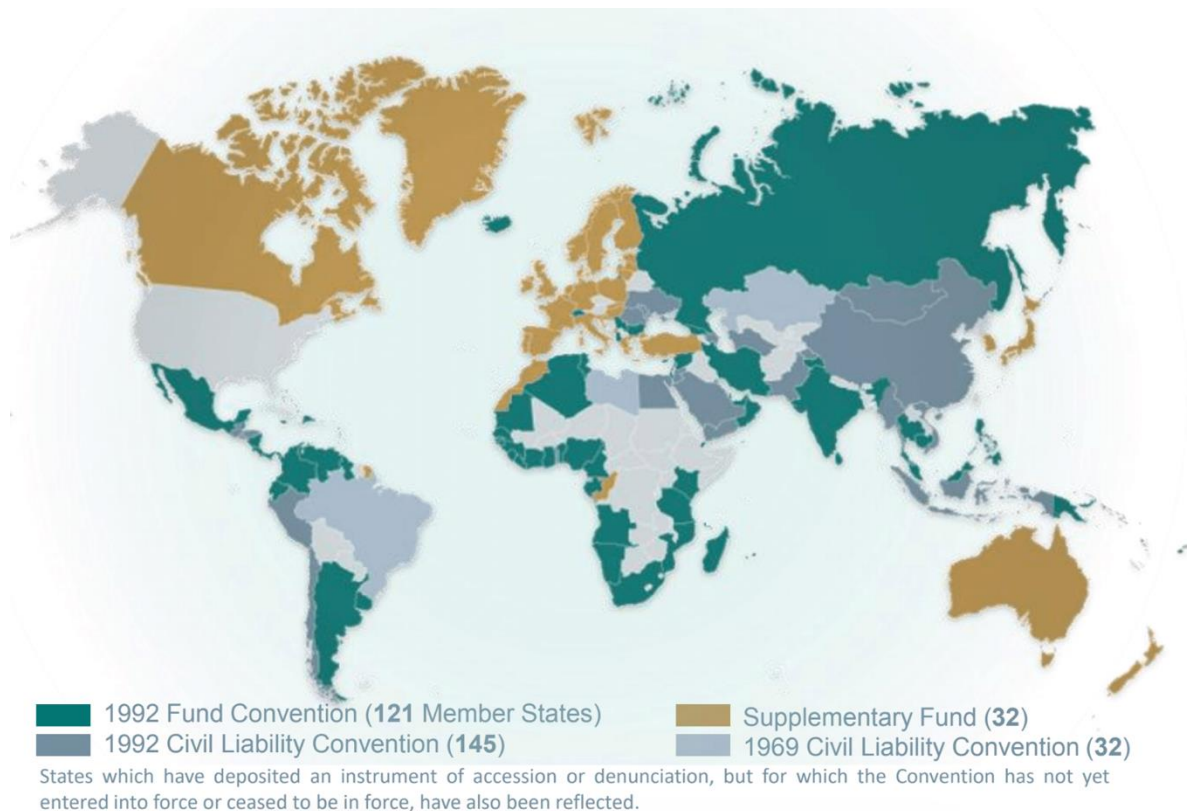 1992 Fund Convention (121 Member States)
Supplementary Fund (32)
1992 Civil Liability Convention (145)
1969 Civil Liability Convention (32)
States which have deposited an instrument of accession or denunciation, but for which the Convention has not yet
entered into force or ceased to be in force, have also been reflected.